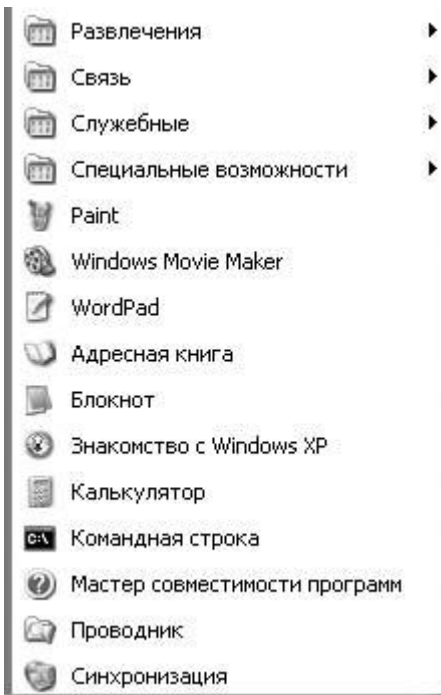 Развлечения
Связь
Служебные
Специальные возможности
Paint
Windows Movie Maker
WordPad
Адресная книга
Блокнот
Знакомство с Windows XP
Калькулятор
C:\
Командная строка
Мастер совместимости программ
Проводник
Синхронизация